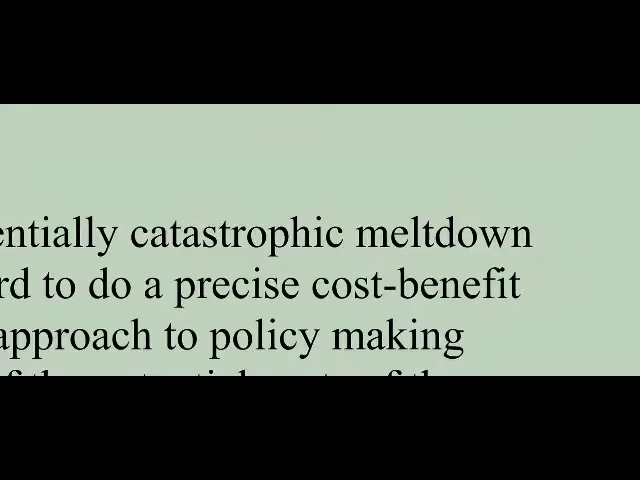 entially catastrophic meltdown
rd to do a precise cost-benefit
approach to policy making